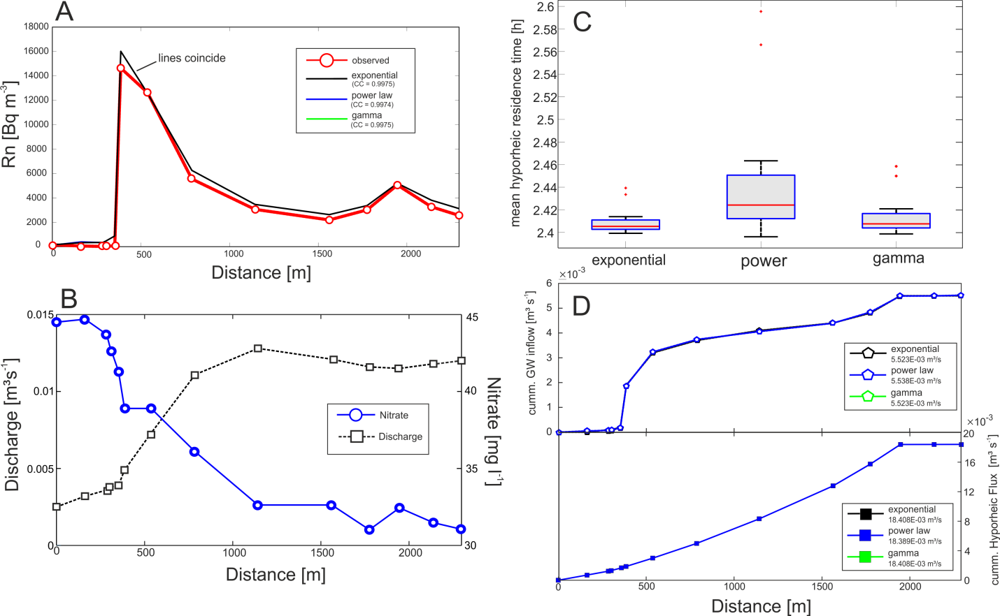 A
18000
16000
14000
12000
10000
8000
6000
4000
2000
0
Rn [Bq m⁻³]
lines coincide
observed
exponential
(CC = 0.9975)
power law
(CC = 0.9974)
gamma
(CC = 0.9975)
0 500 1000 1500 2000
Distance [m]
B
0.015
0.01
0.005
0
Discharge [m³s⁻¹]
45
40
35
30
Nitrate [mg l⁻¹]
Nitrate
Discharge
0 500 1000 1500 2000
Distance [m]
C
2.6
2.58
2.56
2.54
2.52
2.5
2.48
2.46
2.44
2.42
2.4
mean hyporheic residence time [h]
exponential power gamma
D
×10⁻³
6
5
4
3
2
1
0
cumm. GW inflow [m³ s⁻¹]
exponential
5.523E-03 m³/s
power law
5.538E-03 m³/s
gamma
5.523E-03 m³/s
×10⁻³
20
16
12
8
4
0
cumm. Hyporheic Flux [m³ s⁻¹]
exponential
18.408E-03 m³/s
power law
18.389E-03 m³/s
gamma
18.408E-03 m³/s
0 500 1000 1500 2000
Distance [m]